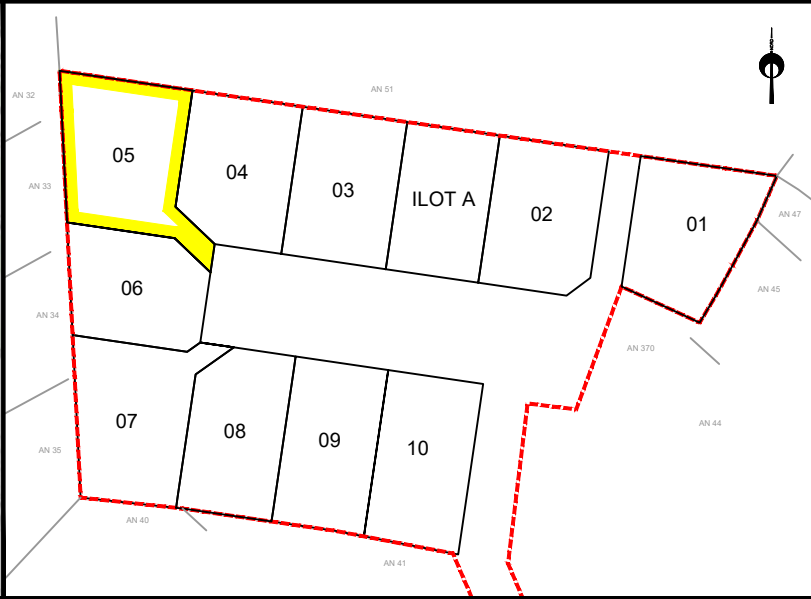 AN 51
AN 32
05
04
03
ILOT A
02
01
AN 33
AN 47
AN 45
06
AN 34
AN 370
07
08
09
10
AN 44
AN 35
AN 40
AN 41